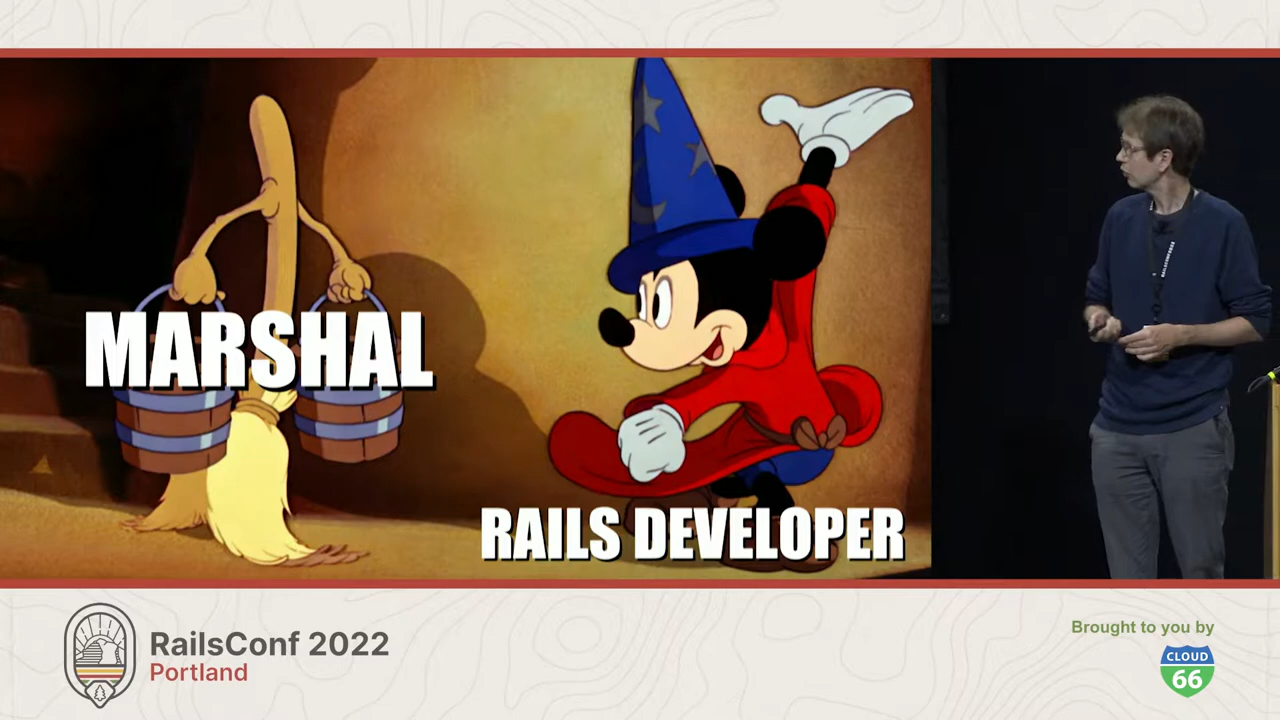 MARSHAL
RAILS DEVELOPER
RailsConf 2022
Portland
Brought to you by
CLOUD
66